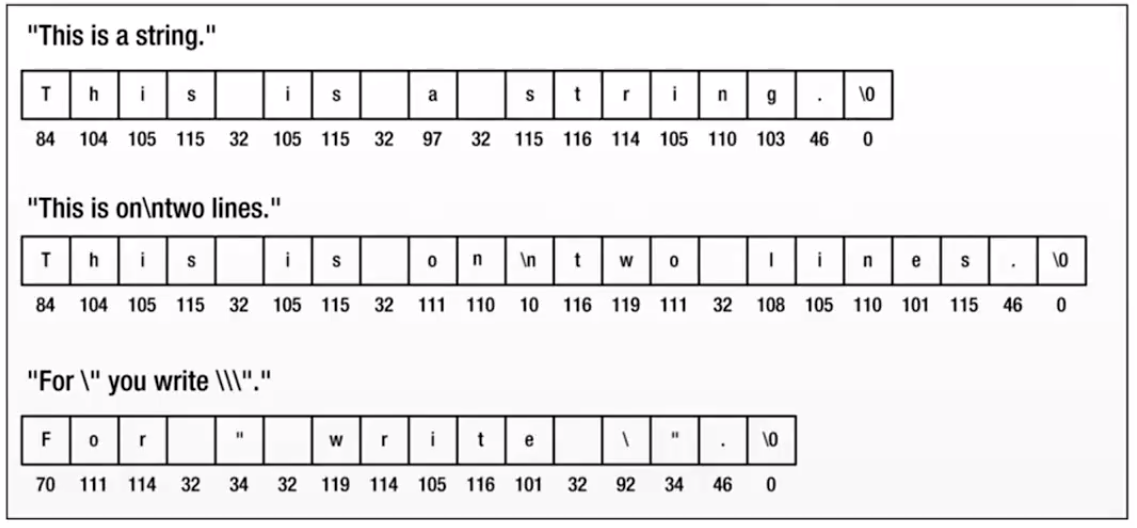 "This is a string."
T h i s   i s   a   s t r i n g . \0
84 104 105 115 32 105 115 32 97 32 115 116 114 105 110 103 46 0
"This is on\ntwo lines."
T h i s   i s   o n \n t w o   l i n e s . \0
84 104 105 115 32 105 115 32 111 110 10 116 119 111 32 108 105 110 101 115 46 0
"For \" you write \\\"."
F o r   "   w r i t e   \ " . \0
70 111 114 32 34 32 119 114 105 116 101 32 92 34 46 0